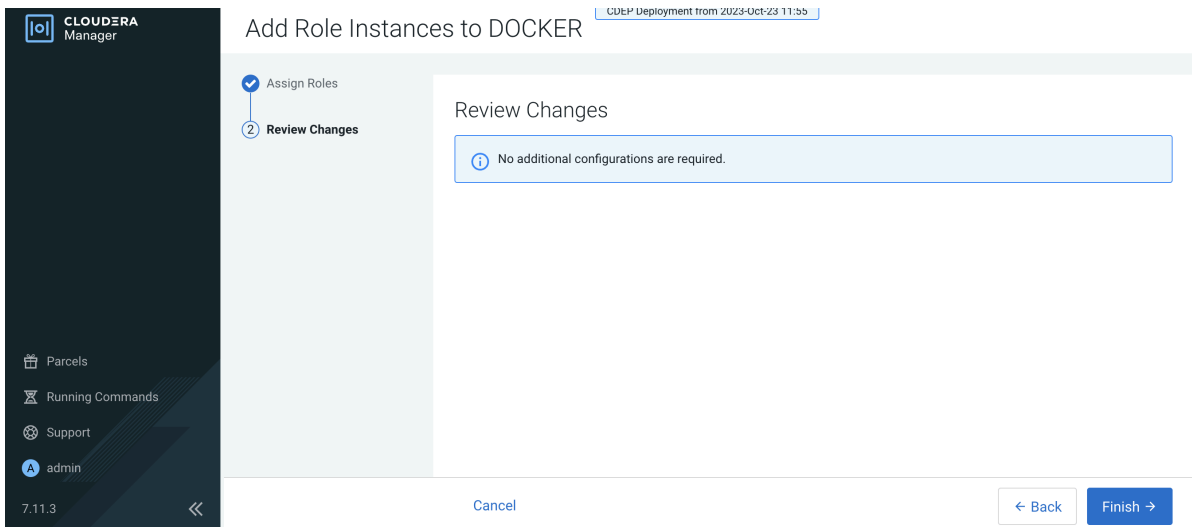 CLOUDERA
Manager
Add Role Instances to DOCKER
CDEP Deployment from 2023-Oct-23 11:55
Assign Roles
2 Review Changes
Review Changes
No additional configurations are required.
Parcels
Running Commands
Support
A admin
7.11.3
Cancel
← Back
Finish →